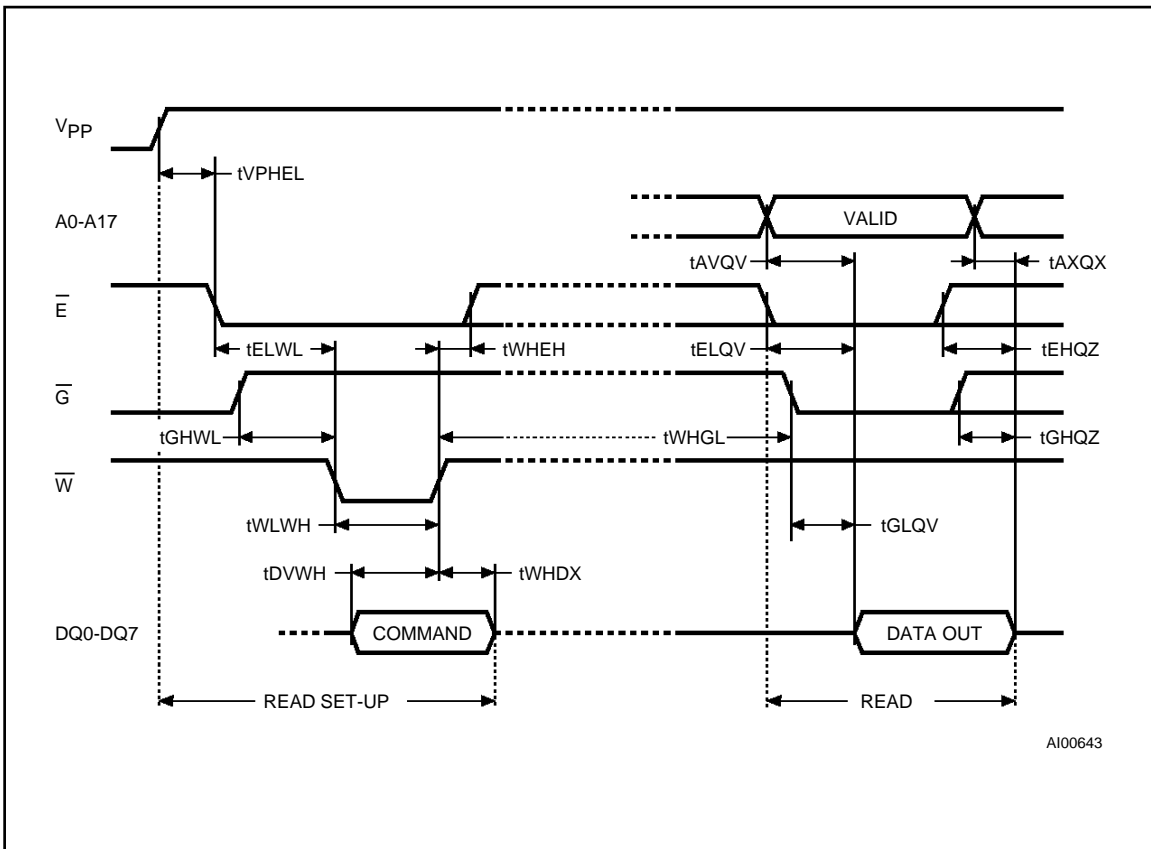 VPP
tVPHEL
A0-A17
VALID
tAVQV
tAXQX
E
tELWL
tWHEH
tELQV
tEHQZ
G
tGHWL
tWHGL
tGHQZ
W
tWLWH
tGLQV
tDVWH
tWHDX
DQ0-DQ7
COMMAND
DATA OUT
READ SET-UP
READ
AI00643